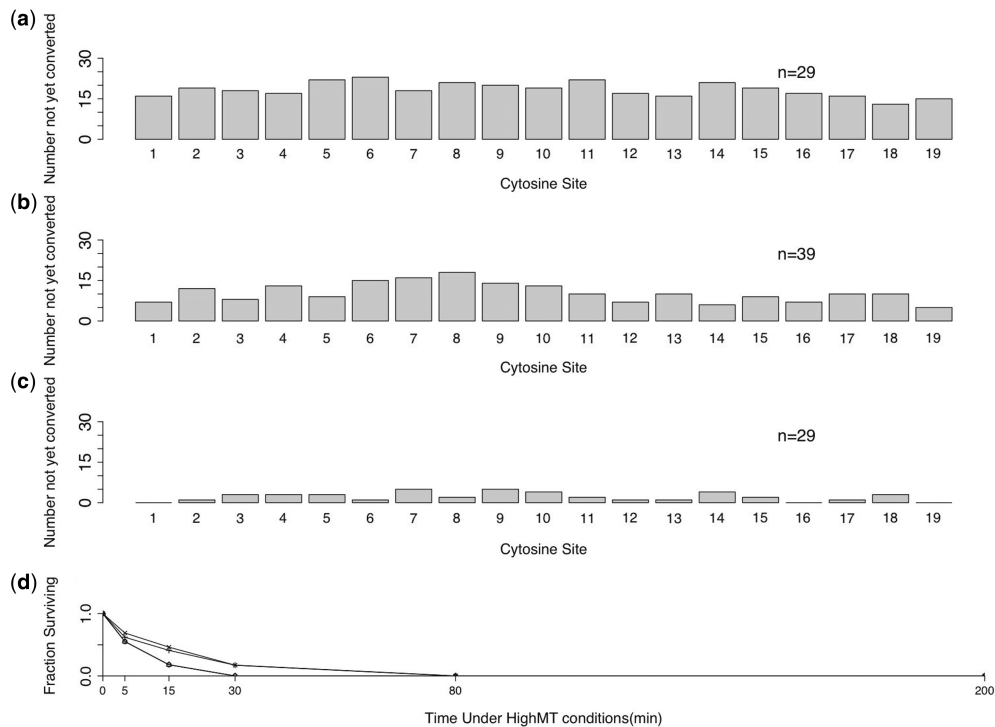 (a)
Number not yet converted
30
15
0
n=29
1 2 3 4 5 6 7 8 9 10 11 12 13 14 15 16 17 18 19
Cytosine Site
(b)
Number not yet converted
30
15
0
n=39
1 2 3 4 5 6 7 8 9 10 11 12 13 14 15 16 17 18 19
Cytosine Site
(c)
Number not yet converted
30
15
0
n=29
1 2 3 4 5 6 7 8 9 10 11 12 13 14 15 16 17 18 19
Cytosine Site
(d)
Fraction Surviving
1.0
0.0
0 5 15 30 80 200
Time Under HighMT conditions(min)